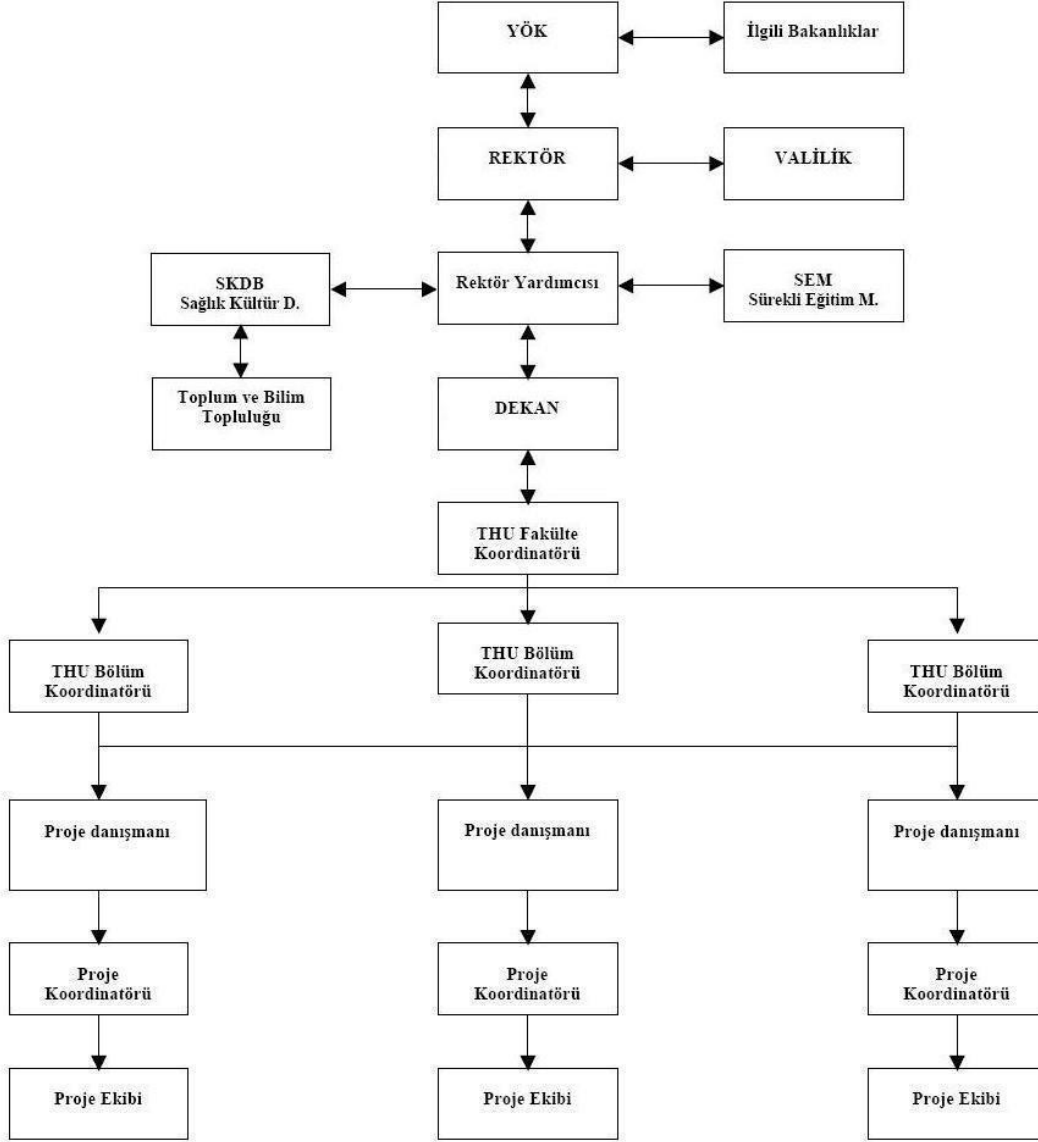 YÖK
İlgili Bakanlıklar
REKTÖR
VALİLİK
SKDB
Sağlık Kültür D.
Rektör Yardımcısı
SEM
Sürekli Eğitim M.
Toplum ve Bilim
Topluluğu
DEKAN
THU Fakülte
Koordinatörü
THU Bölüm
Koordinatörü
THU Bölüm
Koordinatörü
THU Bölüm
Koordinatörü
Proje danışmanı
Proje danışmanı
Proje danışmanı
Proje
Koordinatörü
Proje
Koordinatörü
Proje
Koordinatörü
Proje Ekibi
Proje Ekibi
Proje Ekibi